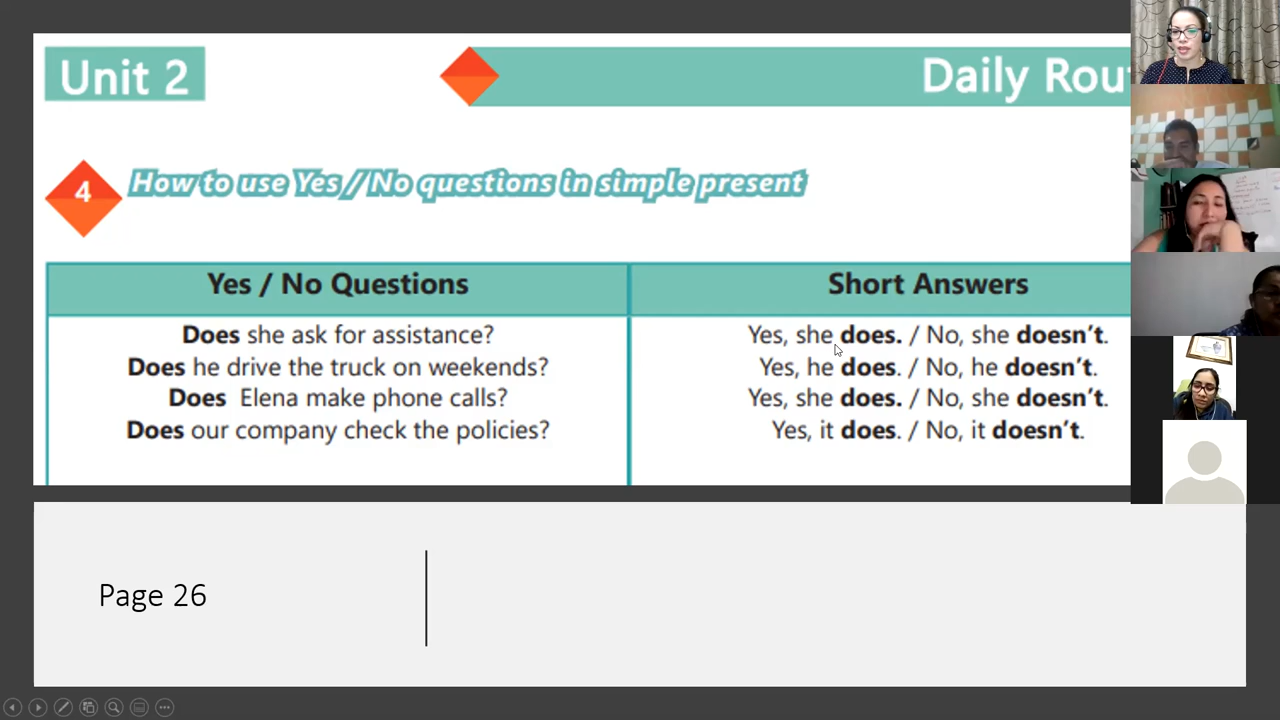 Unit 2
Daily Rou
4
How to use Yes / No questions in simple present
Yes / No Questions
Short Answers
Does she ask for assistance?
Yes, she does. / No, she doesn't.
Does he drive the truck on weekends?
Yes, he does. / No, he doesn't.
Does Elena make phone calls?
Yes, she does. / No, she doesn't.
Does our company check the policies?
Yes, it does. / No, it doesn't.
Page 26